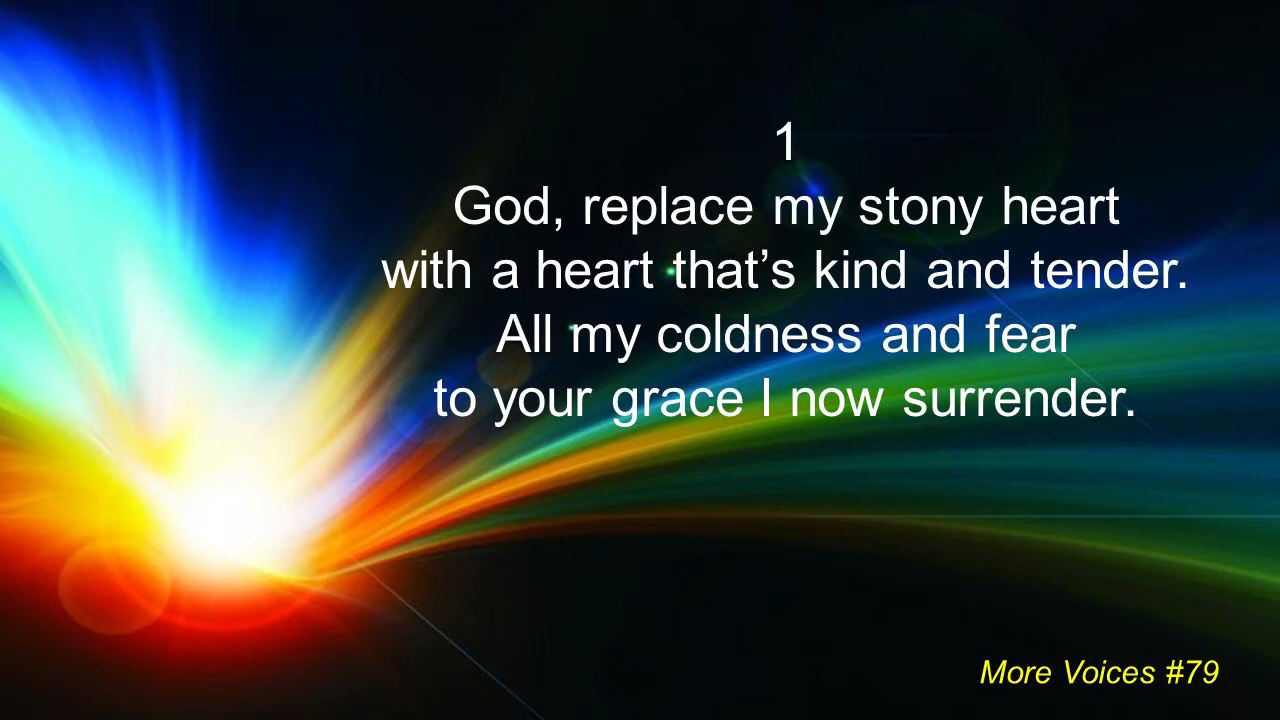 1
God, replace my stony heart
with a heart that’s kind and tender.
All my coldness and fear
to your grace I now surrender.
More Voices #79